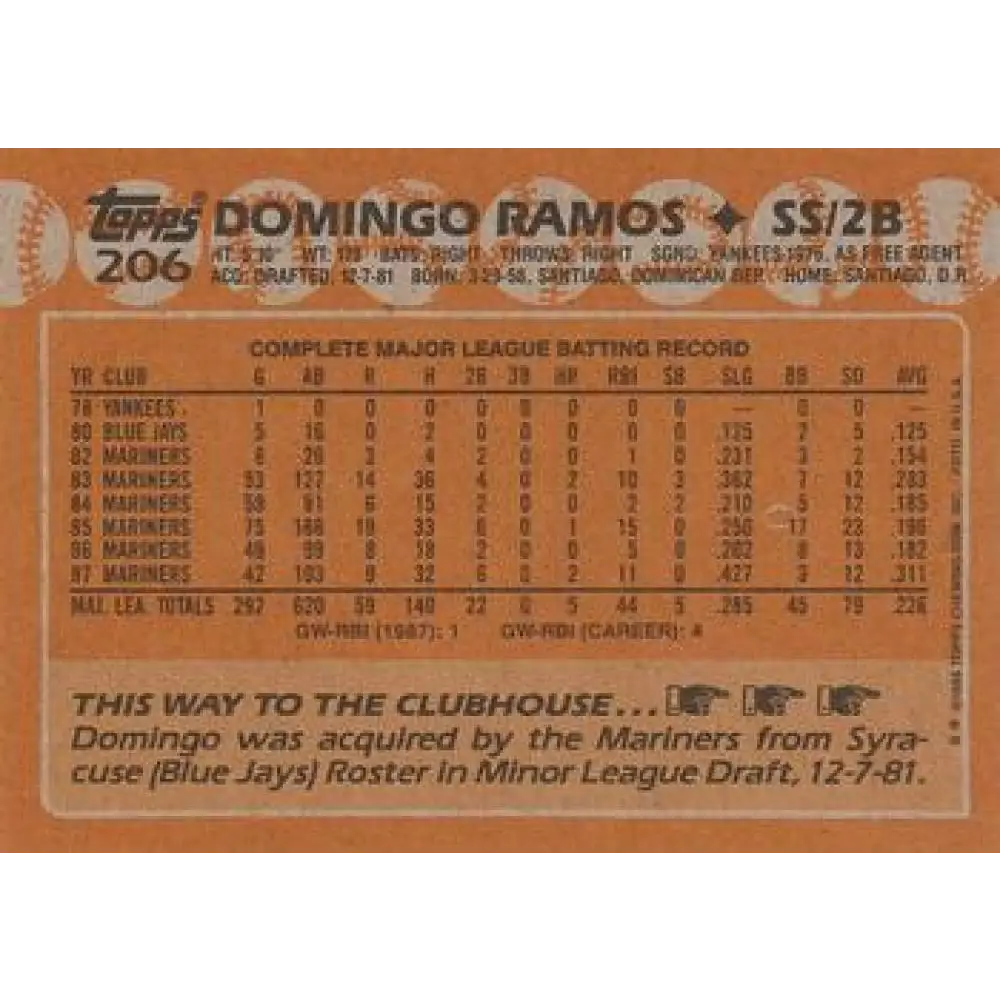 Topps DOMINGO RAMOS ✦ SS/2B
206 HT: 5'10" WT: 170 BATS: RIGHT THROWS: RIGHT SGND: YANKEES 1975, AS FREE AGENT
ACQ: DRAFTED, 12-7-81 BORN: 3-29-58, SANTIAGO, DOMINICAN REP. HOME: SANTIAGO, D.R.
COMPLETE MAJOR LEAGUE BATTING RECORD
YR CLUB G AB R H 2B 3B HR RBI SB SLG BB SO AVG
78 YANKEES 1 0 0 0 0 0 0 0 0 — 0 0 —
80 BLUE JAYS 5 16 0 2 0 0 0 0 0 .125 2 5 .125
82 MARINERS 8 26 3 4 2 0 0 1 0 .231 3 2 .154
83 MARINERS 53 127 14 36 4 0 2 10 3 .362 7 12 .283
84 MARINERS 59 81 6 15 2 0 0 2 2 .210 5 12 .185
85 MARINERS 75 168 19 33 6 0 1 15 0 .250 17 23 .196
86 MARINERS 49 99 8 18 2 0 0 5 0 .202 8 13 .182
87 MARINERS 42 103 9 32 6 0 2 11 0 .427 3 12 .311
MAJ. LEA. TOTALS 292 620 59 140 22 0 5 44 5 .285 45 79 .226
GW-RBI (1987): 1 GW-RBI (CAREER): 4
THIS WAY TO THE CLUBHOUSE...
Domingo was acquired by the Mariners from Syra-
cuse (Blue Jays) Roster in Minor League Draft, 12-7-81.